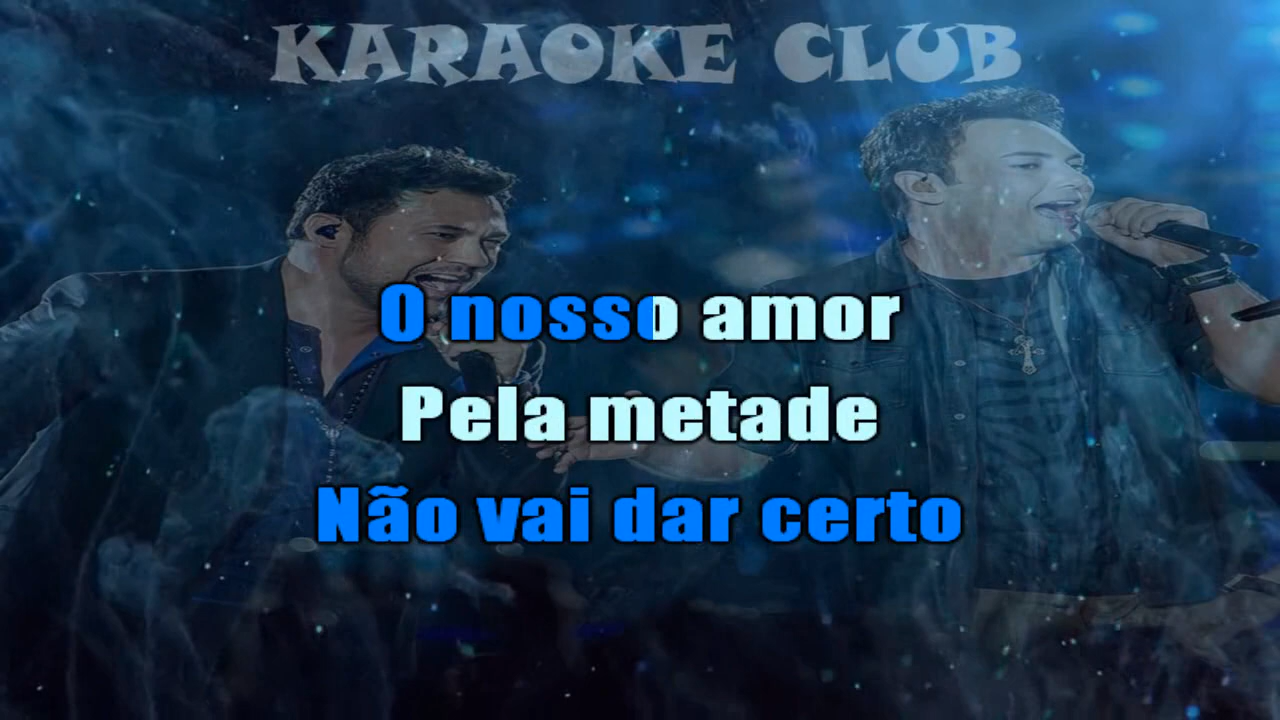 KARAOKE CLUB
O nosso amor
Pela metade
Não vai dar certo